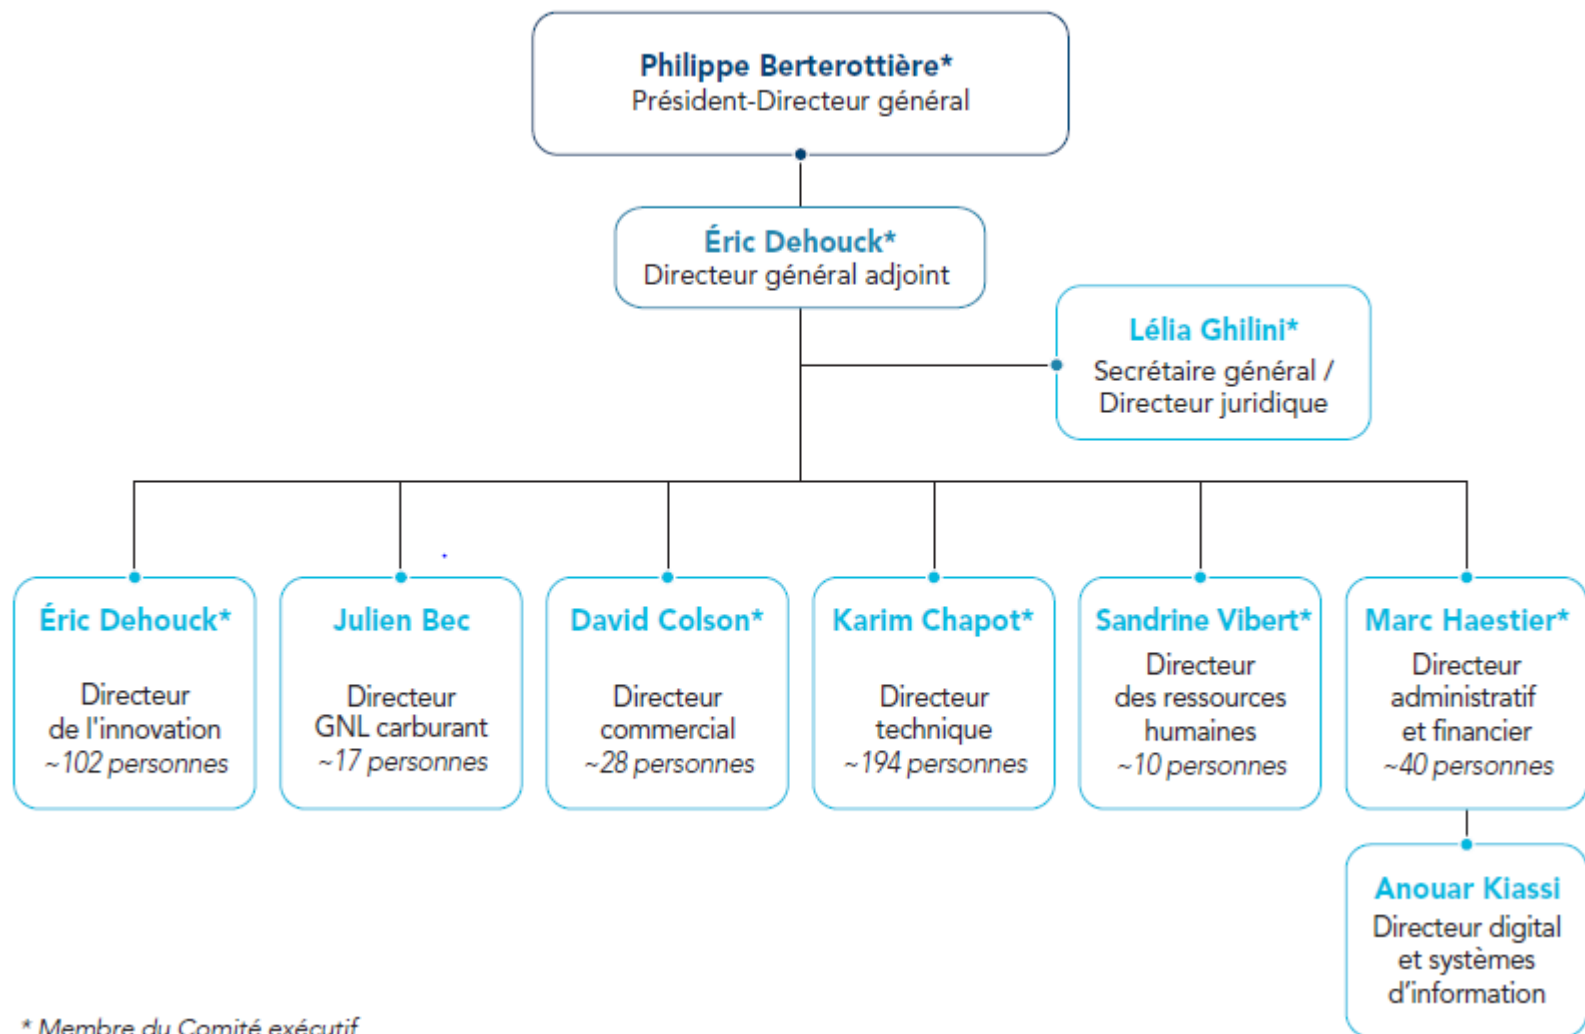 Philippe Berterottière*
Président-Directeur général
Éric Dehouck*
Directeur général adjoint
Lélia Ghilini*
Secrétaire général /
Directeur juridique
Éric Dehouck*
Directeur
de l'innovation
~102 personnes
Julien Bec
Directeur
GNL carburant
~17 personnes
David Colson*
Directeur
commercial
~28 personnes
Karim Chapot*
Directeur
technique
~194 personnes
Sandrine Vibert*
Directeur
des ressources
humaines
~10 personnes
Marc Haestier*
Directeur
administratif
et financier
~40 personnes
Anouar Kiassi
Directeur digital
et systèmes
d’information
* Membre du Comité exécutif